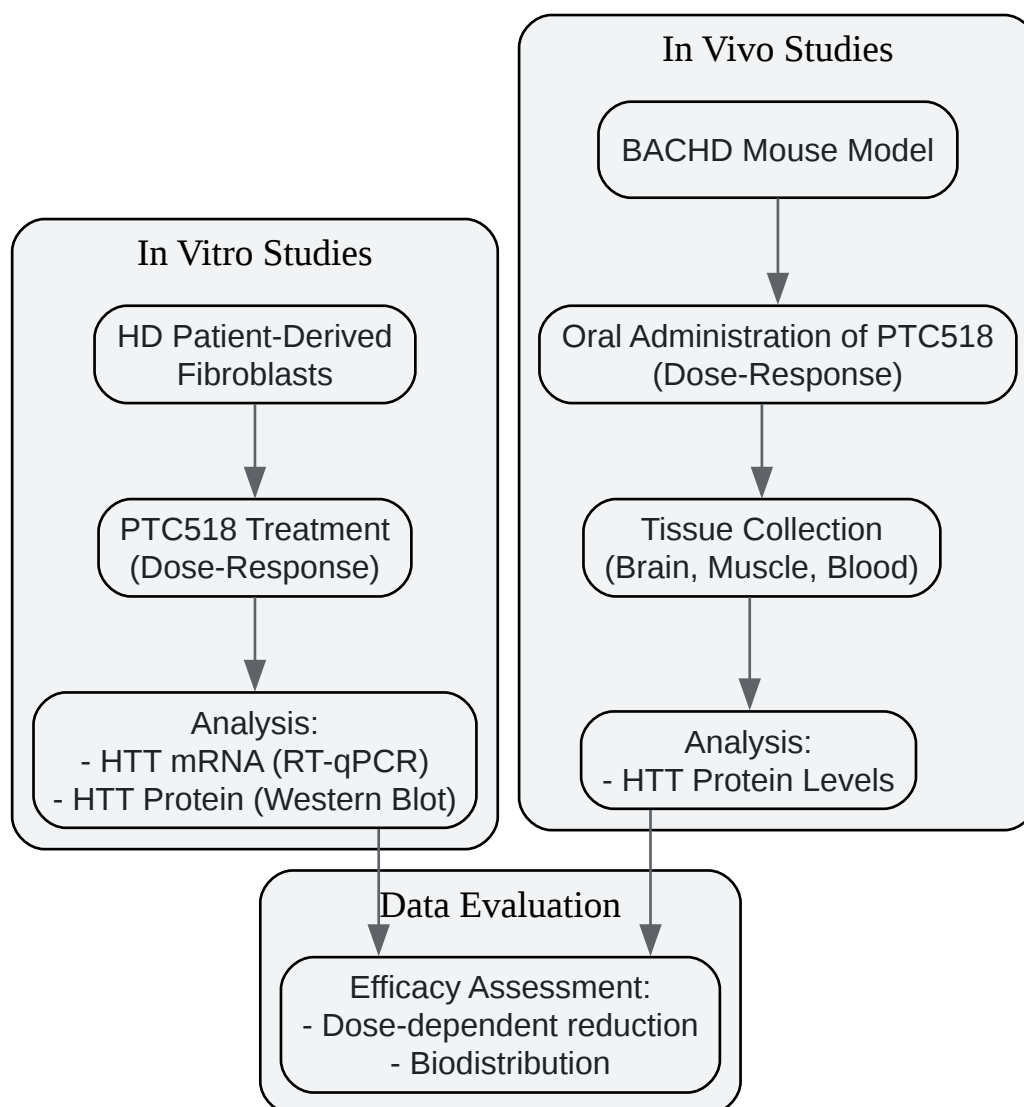 In Vivo Studies
BACHD Mouse Model
Oral Administration of PTC518
(Dose-Response)
Tissue Collection
(Brain, Muscle, Blood)
Analysis:
- HTT Protein Levels
In Vitro Studies
HD Patient-Derived
Fibroblasts
PTC518 Treatment
(Dose-Response)
Analysis:
- HTT mRNA (RT-qPCR)
- HTT Protein (Western Blot)
Data Evaluation
Efficacy Assessment:
- Dose-dependent reduction
- Biodistribution